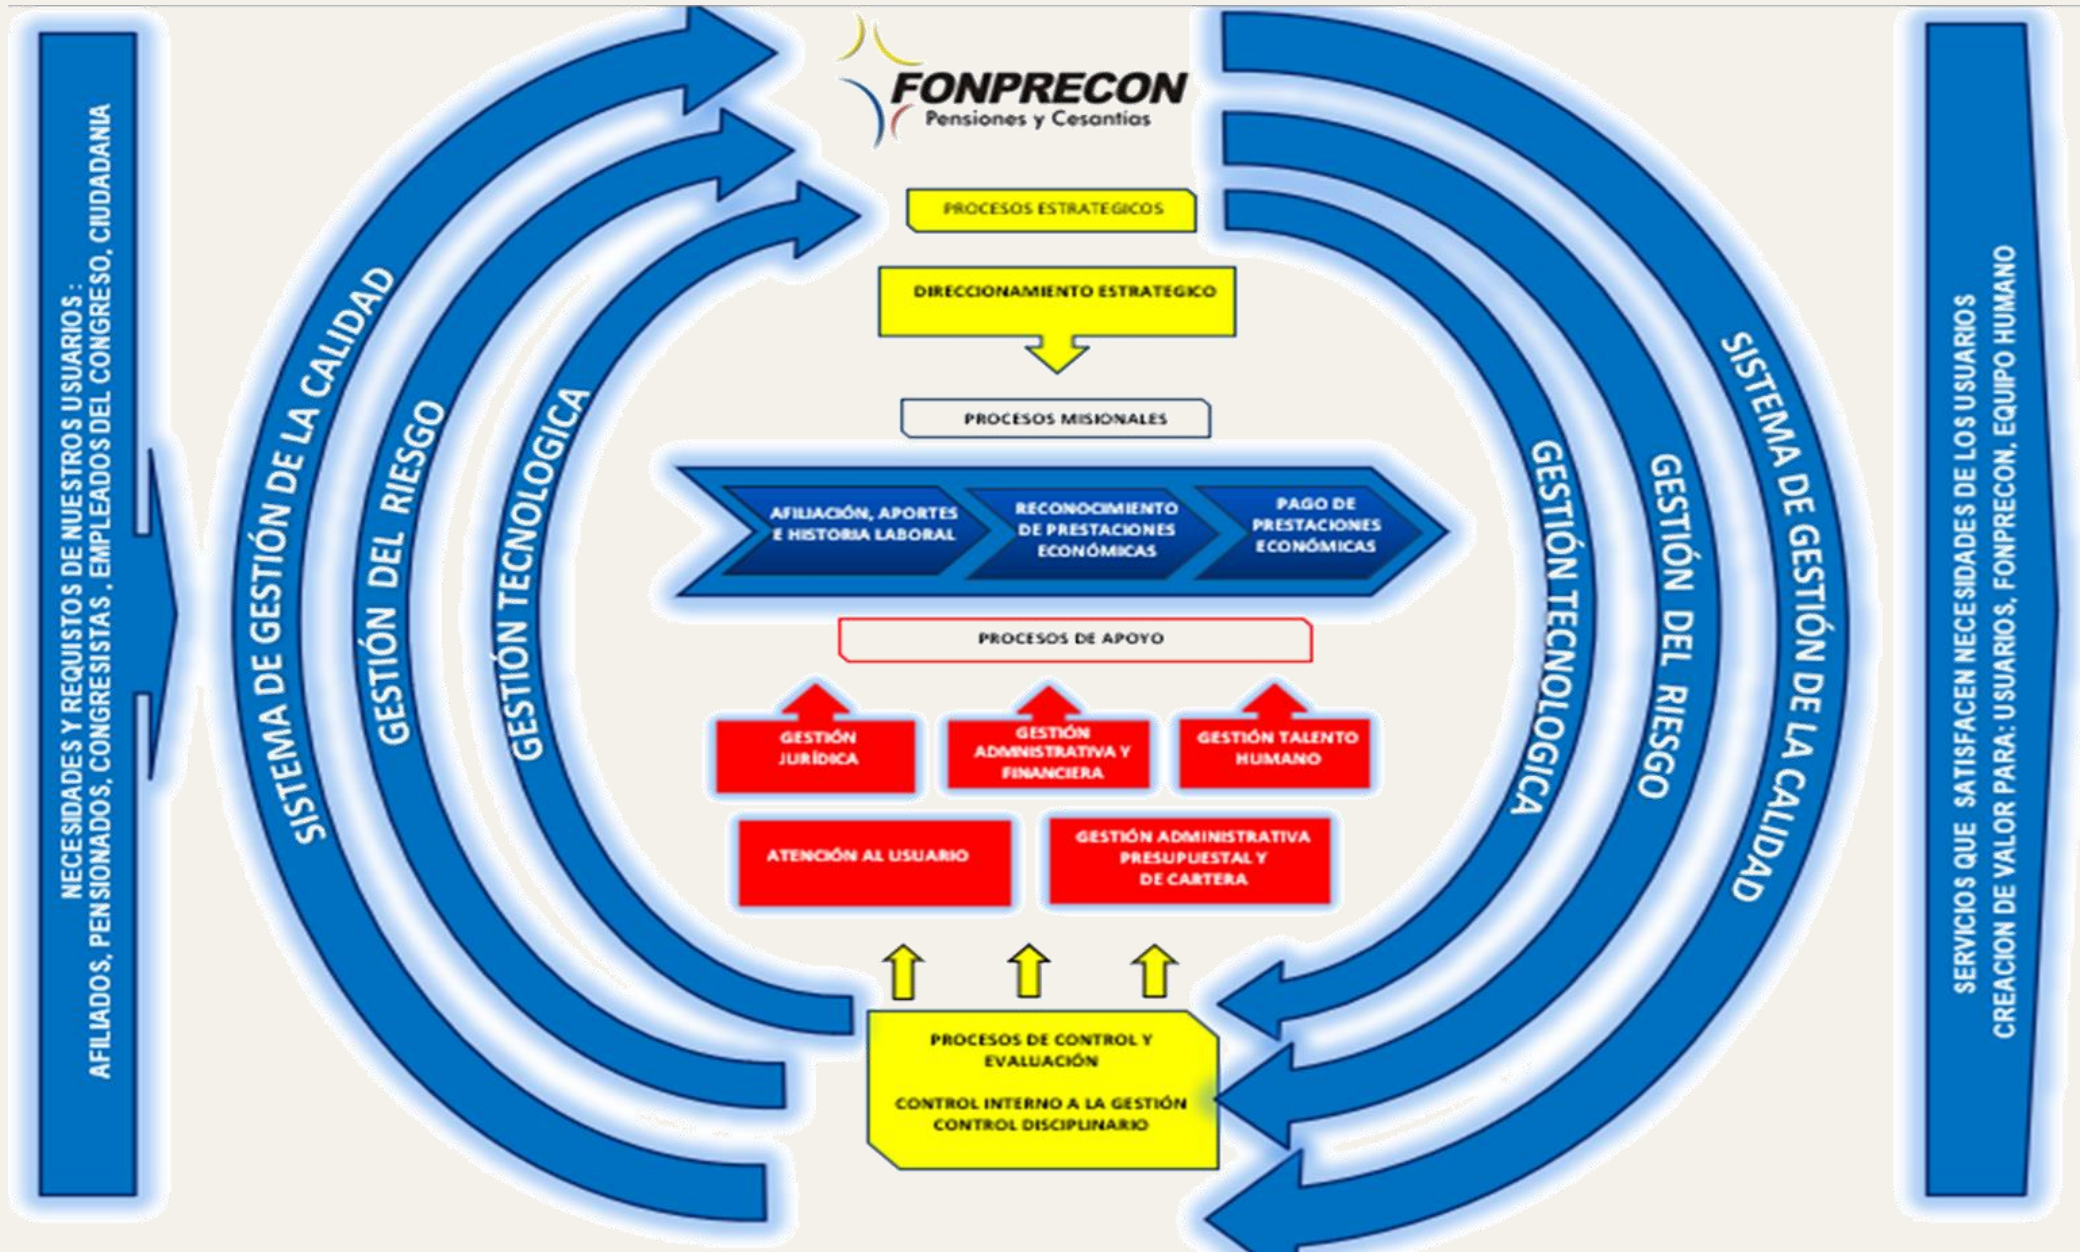 NECESIDADES Y REQUISTOS DE NUESTROS USUARIOS :
AFILIADOS, PENSIONADOS, CONGRESISTAS , EMPLEADOS DEL CONGRESO, CIUDADANIA
SISTEMA DE GESTIÓN DE LA CALIDAD
GESTIÓN DEL RIESGO
GESTIÓN TECNOLOGICA
FONPRECON
Pensiones y Cesantías
PROCESOS ESTRATEGICOS
DIRECCIONAMIENTO ESTRATEGICO
PROCESOS MISIONALES
AFILIACIÓN, APORTES
E HISTORIA LABORAL
RECONOCIMIENTO
DE PRESTACIONES
ECONÓMICAS
PAGO DE
PRESTACIONES
ECONÓMICAS
PROCESOS DE APOYO
GESTIÓN
JURÍDICA
GESTIÓN
ADMNISTRATIVA Y
FINANCIERA
GESTIÓN TALENTO
HUMANO
ATENCIÓN AL USUARIO
GESTIÓN ADMINISTRATIVA
PRESUPUESTAL Y
DE CARTERA
PROCESOS DE CONTROL Y
EVALUACIÓN
CONTROL INTERNO A LA GESTIÓN
CONTROL DISCIPLINARIO
GESTIÓN TECNOLOGICA
GESTIÓN DEL RIESGO
SISTEMA DE GESTIÓN DE LA CALIDAD
SERVICIOS QUE SATISFACEN NECESIDADES DE LOS USUARIOS
CREACION DE VALOR PARA: USUARIOS, FONPRECON, EQUIPO HUMANO